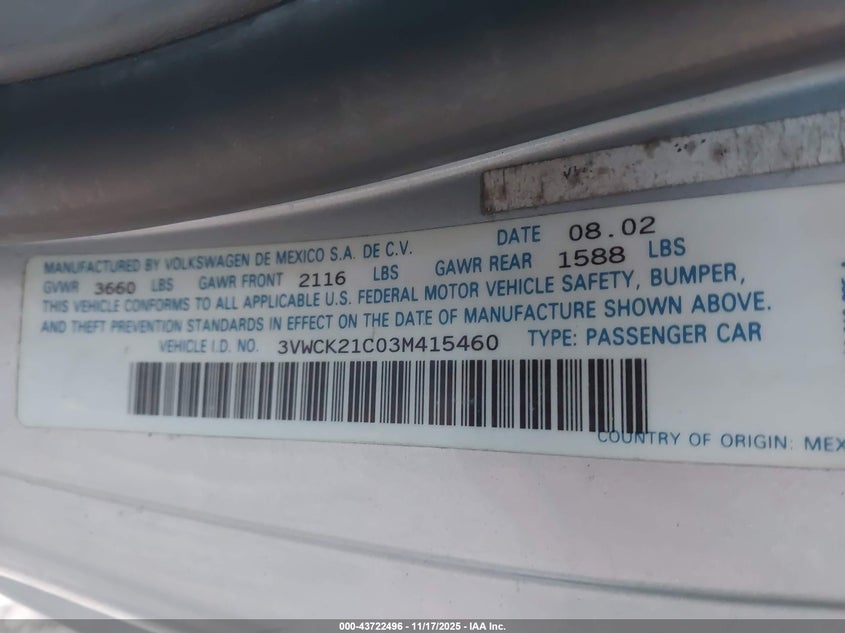 MANUFACTURED BY VOLKSWAGEN DE MEXICO S.A. DE C.V. DATE 08.02
GVWR 3660 LBS GAWR FRONT 2116 LBS GAWR REAR 1588 LBS
THIS VEHICLE CONFORMS TO ALL APPLICABLE U.S. FEDERAL MOTOR VEHICLE SAFETY, BUMPER,
AND THEFT PREVENTION STANDARDS IN EFFECT ON THE DATE OF MANUFACTURE SHOWN ABOVE.
VEHICLE I.D. NO. 3VWCK21C03M415460 TYPE: PASSENGER CAR
COUNTRY OF ORIGIN: MEX
000-43722496 - 11/17/2025 - IAA Inc.